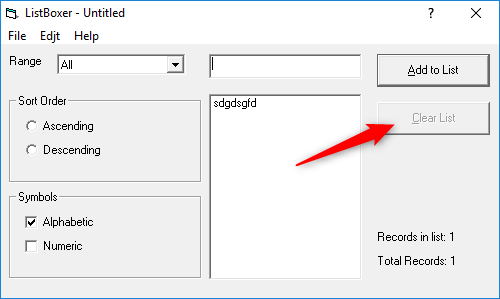 ListBoxer - Untitled ?
File Edjt Help
Range All Add to List
sdgdsgfd Clear List
Sort Order
Ascending
Descending
Symbols
Alphabetic
Numeric
Records in list: 1
Total Records: 1